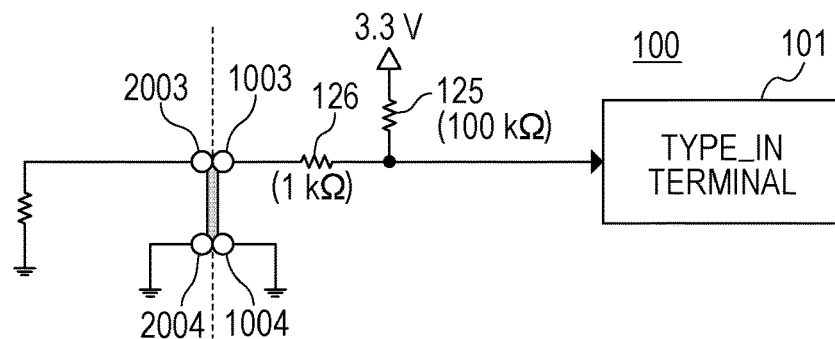 3.3 V
100
101
2003
1003
126
125
(100 kΩ)
(1 kΩ)
TYPE_IN
TERMINAL
2004
1004